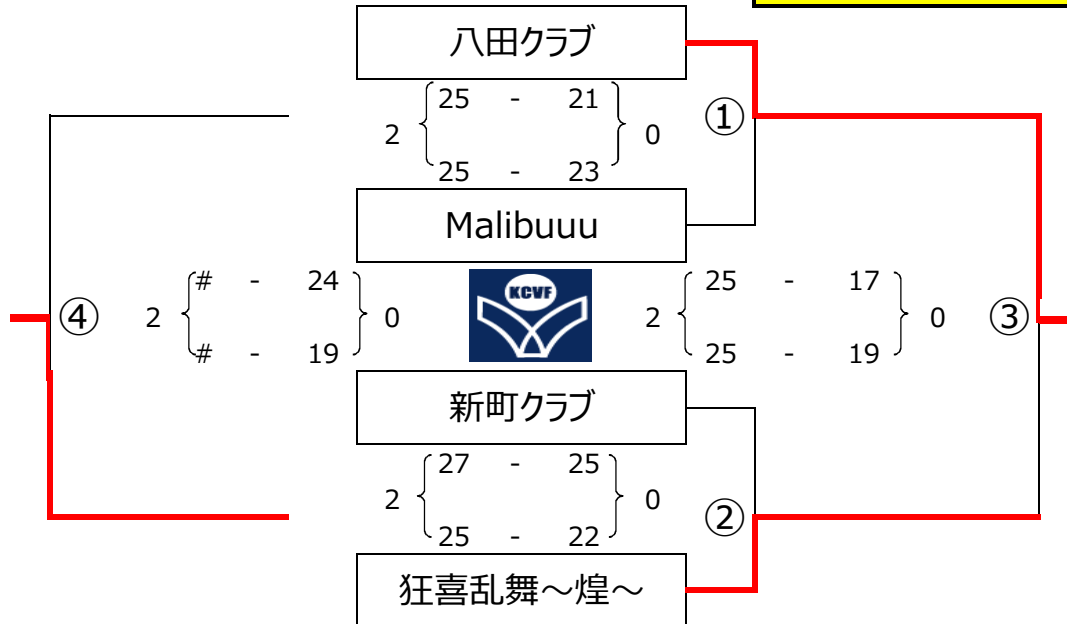 八田クラブ
25 - 21
2 0 ①
25 - 23
Malibuuu
# - 24 KCVF 25 - 17
④ 2 0 2 0 ③
# - 19 25 - 19
新町クラブ
27 - 25
2 0 ②
25 - 22
狂喜乱舞～煌～